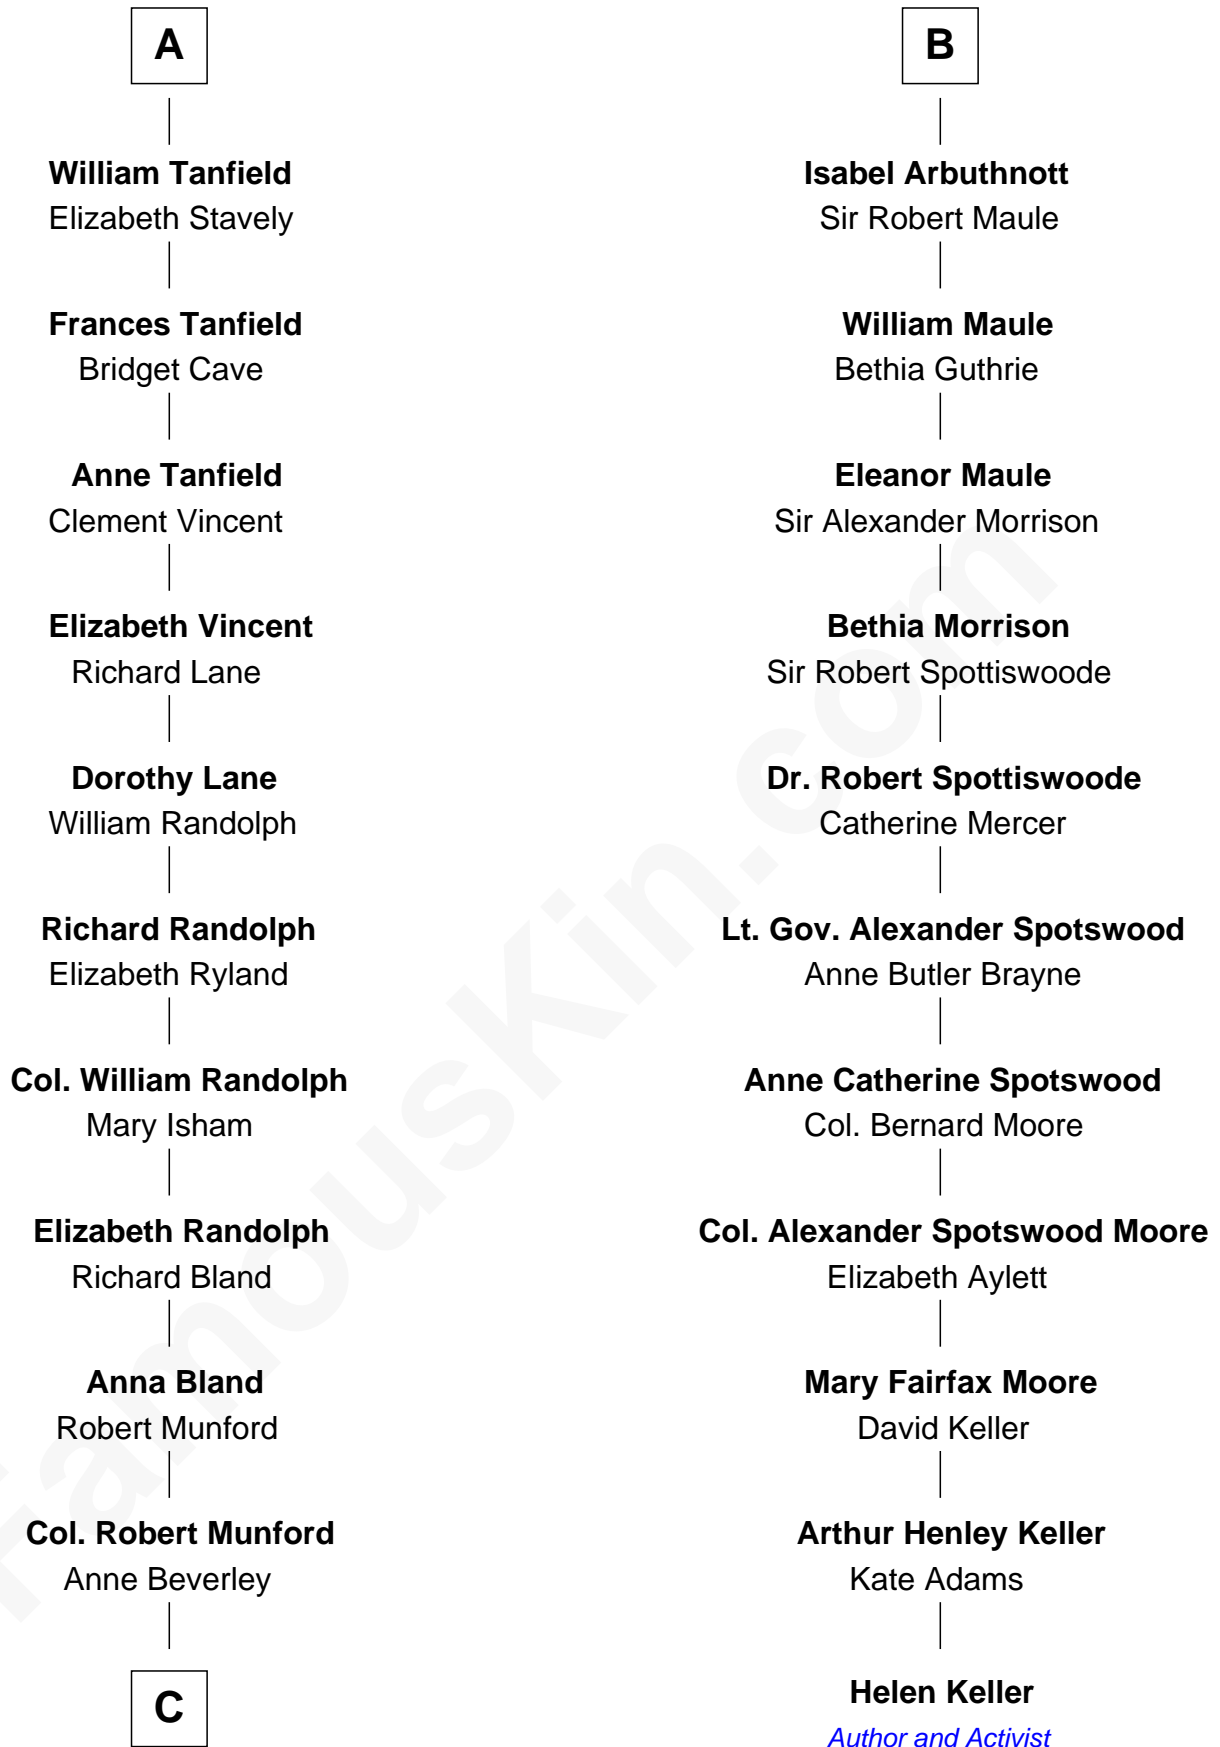 A
William Tanfield
Elizabeth Stavely
Frances Tanfield
Bridget Cave
Anne Tanfield
Clement Vincent
Elizabeth Vincent
Richard Lane
Dorothy Lane
William Randolph
Richard Randolph
Elizabeth Ryland
Col. William Randolph
Mary Isham
Elizabeth Randolph
Richard Bland
Anna Bland
Robert Munford
Col. Robert Munford
Anne Beverley
C
B
Isabel Arbuthnott
Sir Robert Maule
William Maule
Bethia Guthrie
Eleanor Maule
Sir Alexander Morrison
Bethia Morrison
Sir Robert Spottiswoode
Dr. Robert Spottiswoode
Catherine Mercer
Lt. Gov. Alexander Spotswood
Anne Butler Brayne
Anne Catherine Spotswood
Col. Bernard Moore
Col. Alexander Spotswood Moore
Elizabeth Aylett
Mary Fairfax Moore
David Keller
Arthur Henley Keller
Kate Adams
Helen Keller
Author and Activist
FamousKin.com